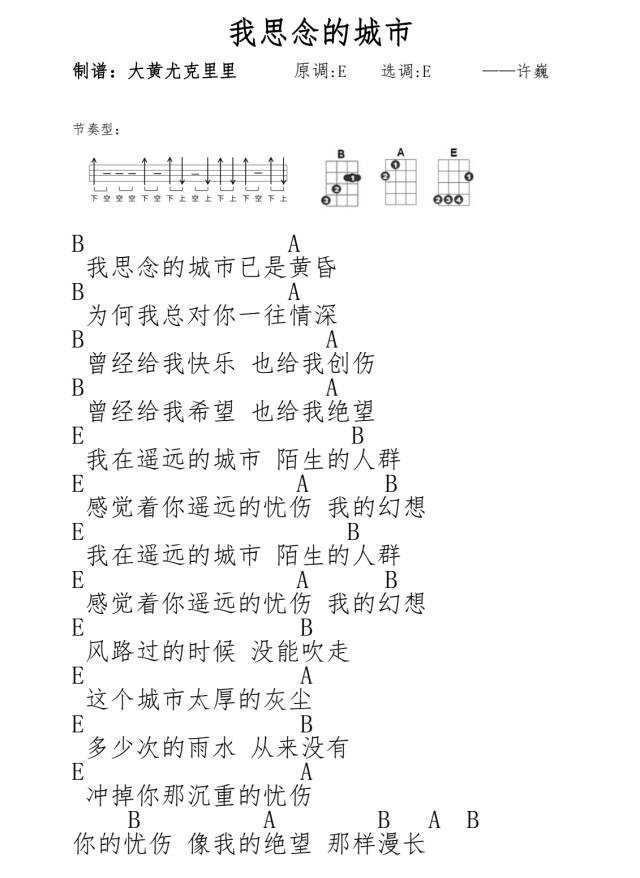 我思念的城市
制谱：大黄尤克里里 原调:E 选调:E ——许巍
节奏型：
B A E
1 2 3
1 2
1 2 3 4
下 空 空 空 下 空 下 上 空 上 下 上 下 空 下 上
B A
我思念的城市已是黄昏
B A
为何我总对你一往情深
B A
曾经给我快乐 也给我创伤
B A
曾经给我希望 也给我绝望
E B
我在遥远的城市 陌生的人群
E A B
感觉着你遥远的忧伤 我的幻想
E B
我在遥远的城市 陌生的人群
E A B
感觉着你遥远的忧伤 我的幻想
E B
风路过的时候 没能吹走
E A
这个城市太厚的灰尘
E B
多少次的雨水 从来没有
E A
冲掉你那沉重的忧伤
B A B A B
你的忧伤 像我的绝望 那样漫长